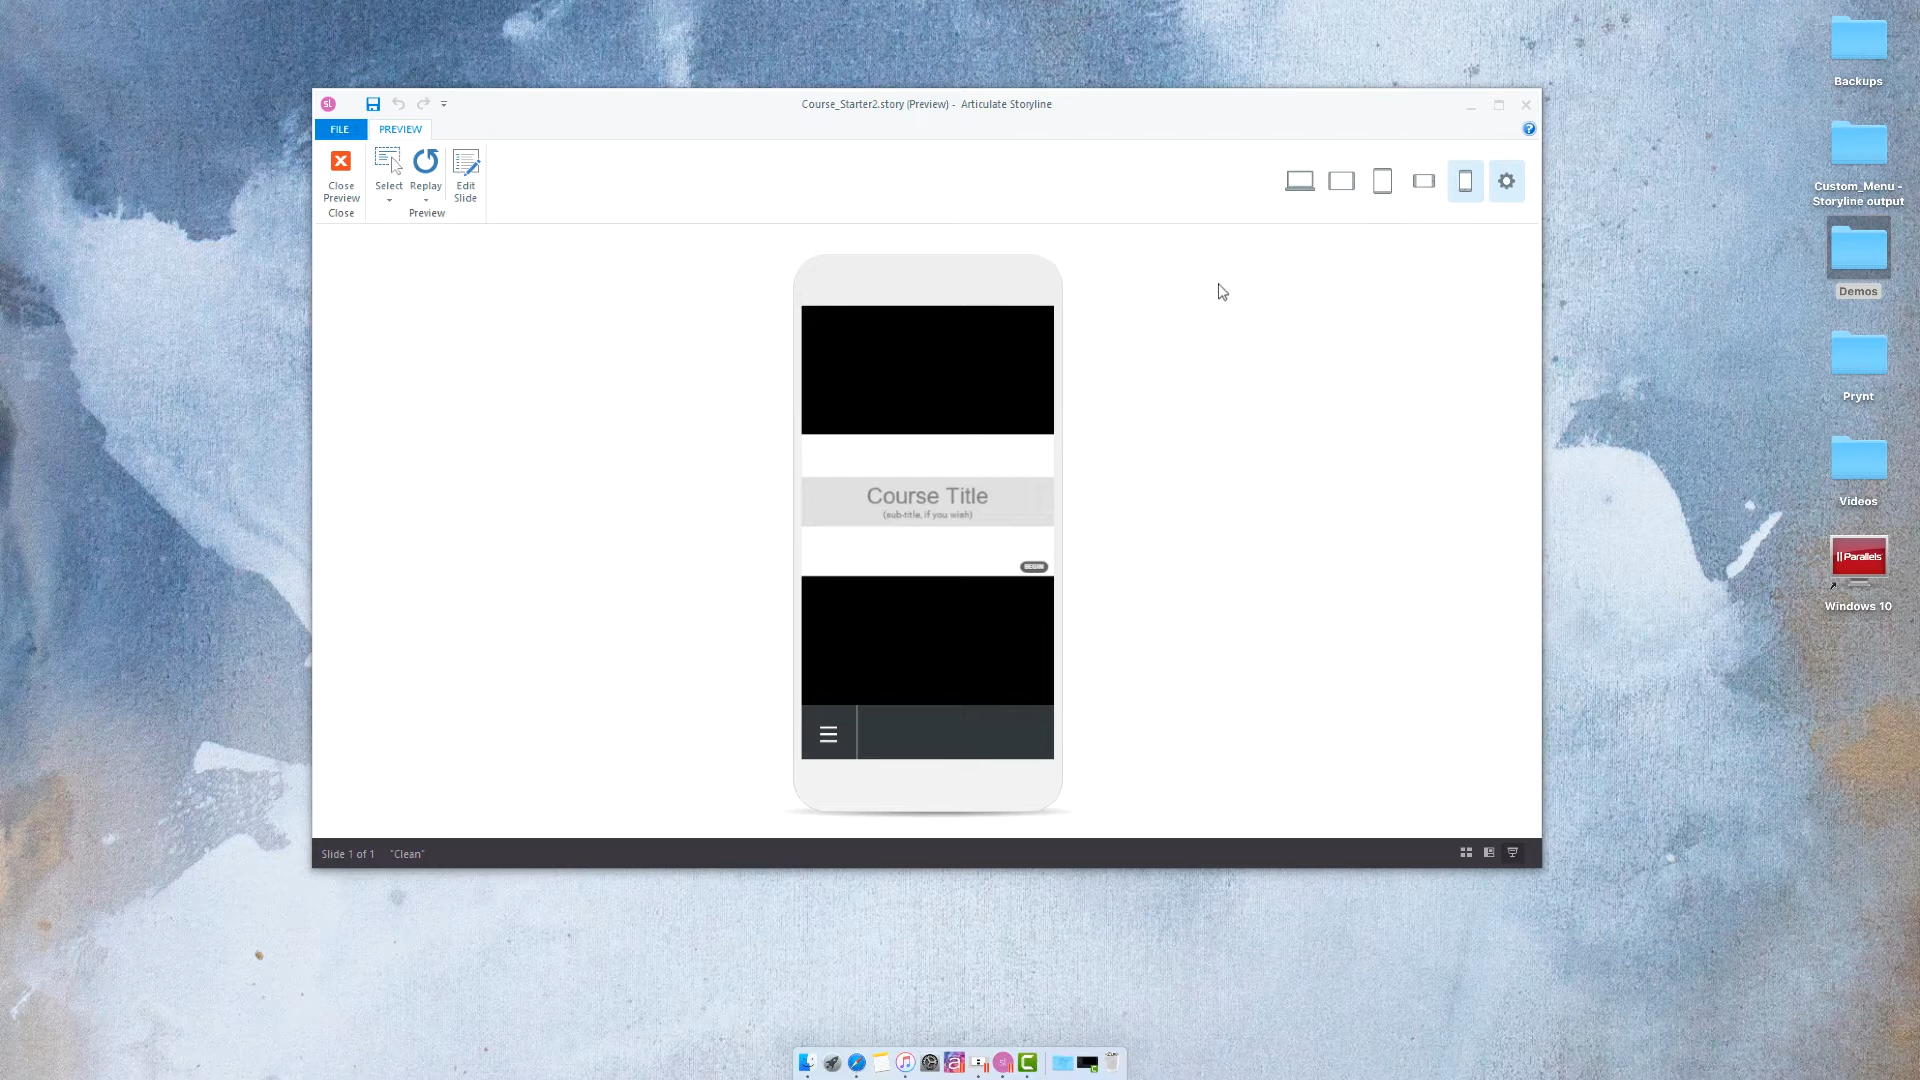 sl
Course_Starter2.story (Preview) - Articulate Storyline
FILE
PREVIEW
Close
Preview
Select
Replay
Edit
Slide
Close
Preview
Course Title
(sub-title, if you wish)
BEGIN
Slide 1 of 1
"Clean"
Backups
Custom_Menu -
Storyline output
Demos
Prynt
Videos
Parallels
Windows 10